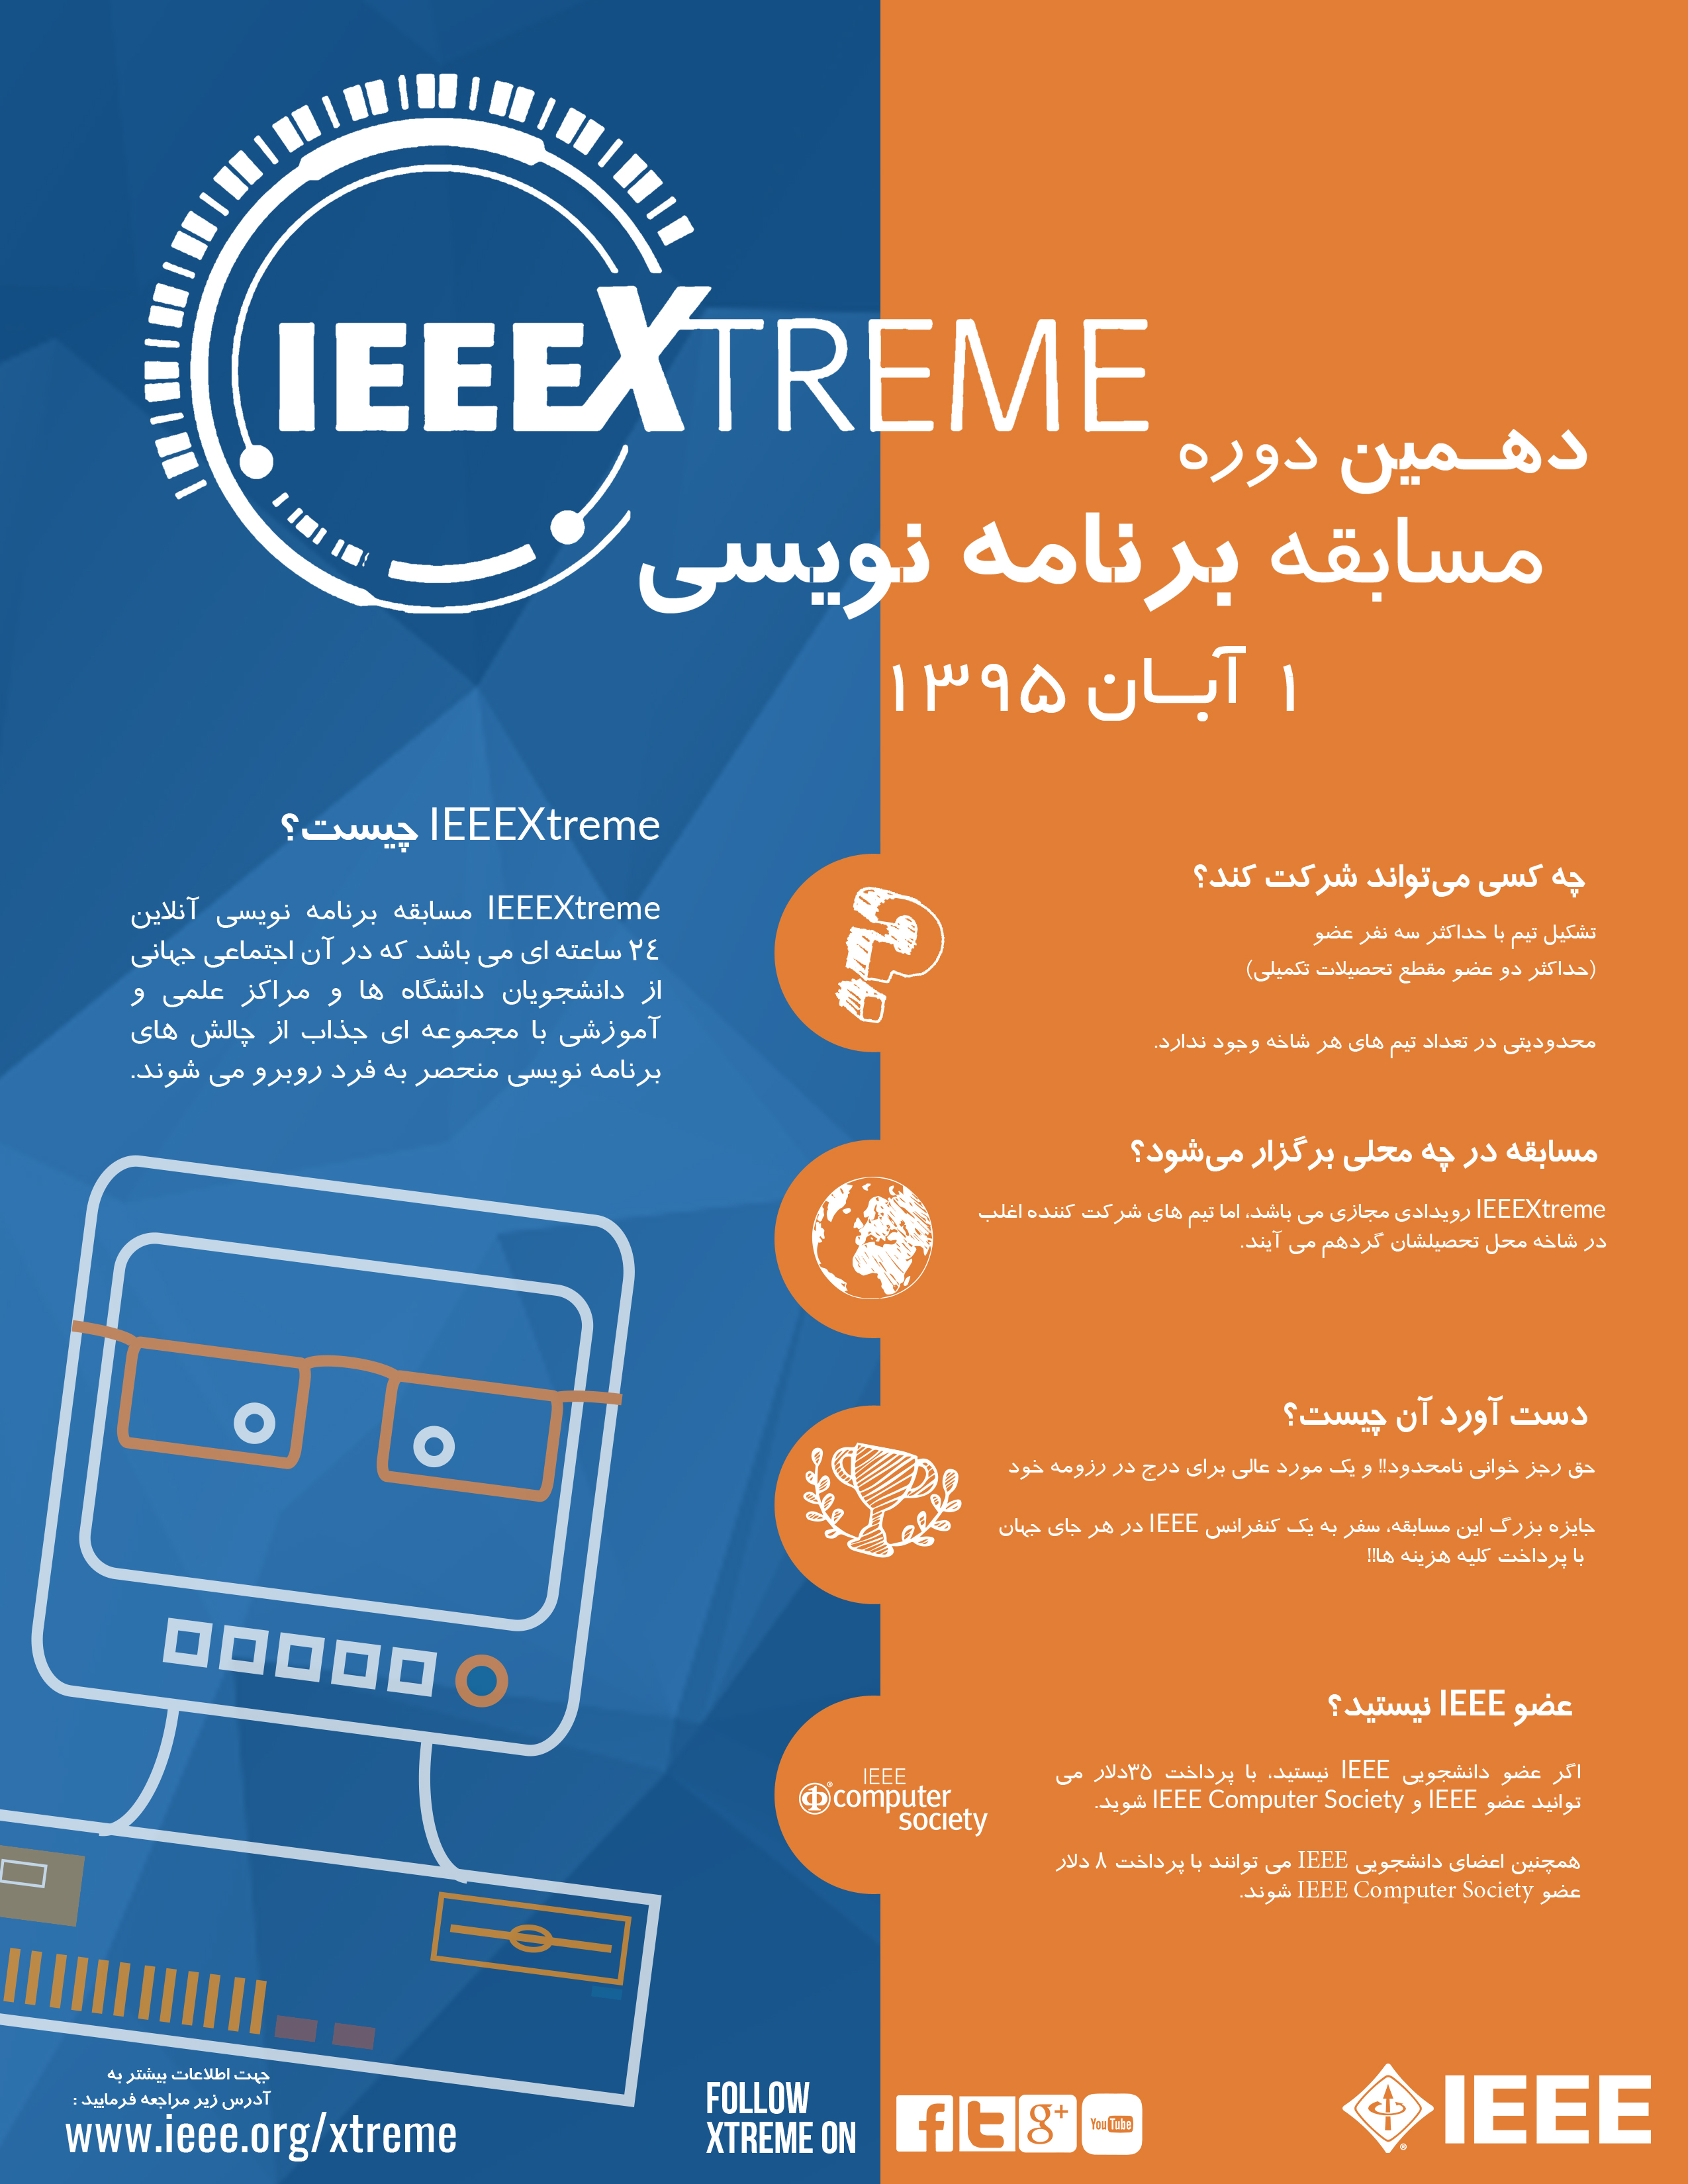 IEEEXTREME
دهـمین دوره
مسابقه برنامه نویسی
۱ آبـان ۱۳۹۵
IEEEXtreme چیست؟
IEEEXtreme مسابقه برنامه نویسی آنلاین
٢٤ ساعته ای می باشد که در آن اجتماعی جهانی
از دانشجویان دانشگاه ها و مراکز علمی و
آموزشی با مجموعه ای جذاب از چالش های
برنامه نویسی منحصر به فرد روبرو می شوند.
چه کسی می‌تواند شرکت کند؟
تشکیل تیم با حداکثر سه نفر عضو
(حداکثر دو عضو مقطع تحصیلات تکمیلی)
محدودیتی در تعداد تیم های هر شاخه وجود ندارد.
مسابقه در چه محلی برگزار می‌شود؟
IEEEXtreme رویدادی مجازی می باشد، اما تیم های شرکت کننده اغلب
در شاخه محل تحصیلشان گردهم می آیند.
دست آورد آن چیست؟
حق رجز خوانی نامحدود!! و یک مورد عالی برای درج در رزومه خود
جایزه بزرگ این مسابقه، سفر به یک کنفرانس IEEE در هر جای جهان
با پرداخت کلیه هزینه ها!!
عضو IEEE نیستید؟
IEEE
computer
society
اگر عضو دانشجویی IEEE نیستید، با پرداخت ۳۵دلار می
توانید عضو IEEE و IEEE Computer Society شوید.
همچنین اعضای دانشجویی IEEE می توانند با پرداخت ۸ دلار
عضو IEEE Computer Society شوند.
جهت اطلاعات بیشتر به
آدرس زیر مراجعه فرمایید :
www.ieee.org/xtreme
FOLLOW
XTREME ON
f t g+ You Tube
IEEE